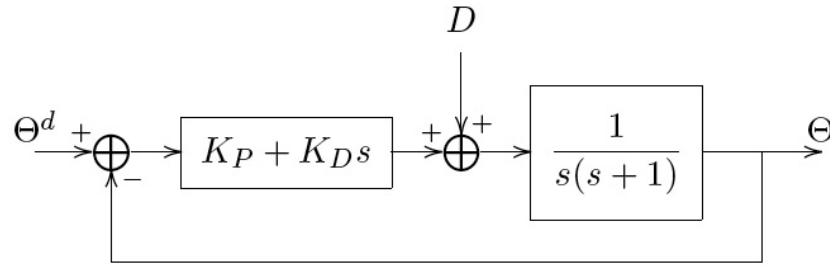 D
Θ^d + − K_P + K_D s + + 1/(s(s + 1)) Θ